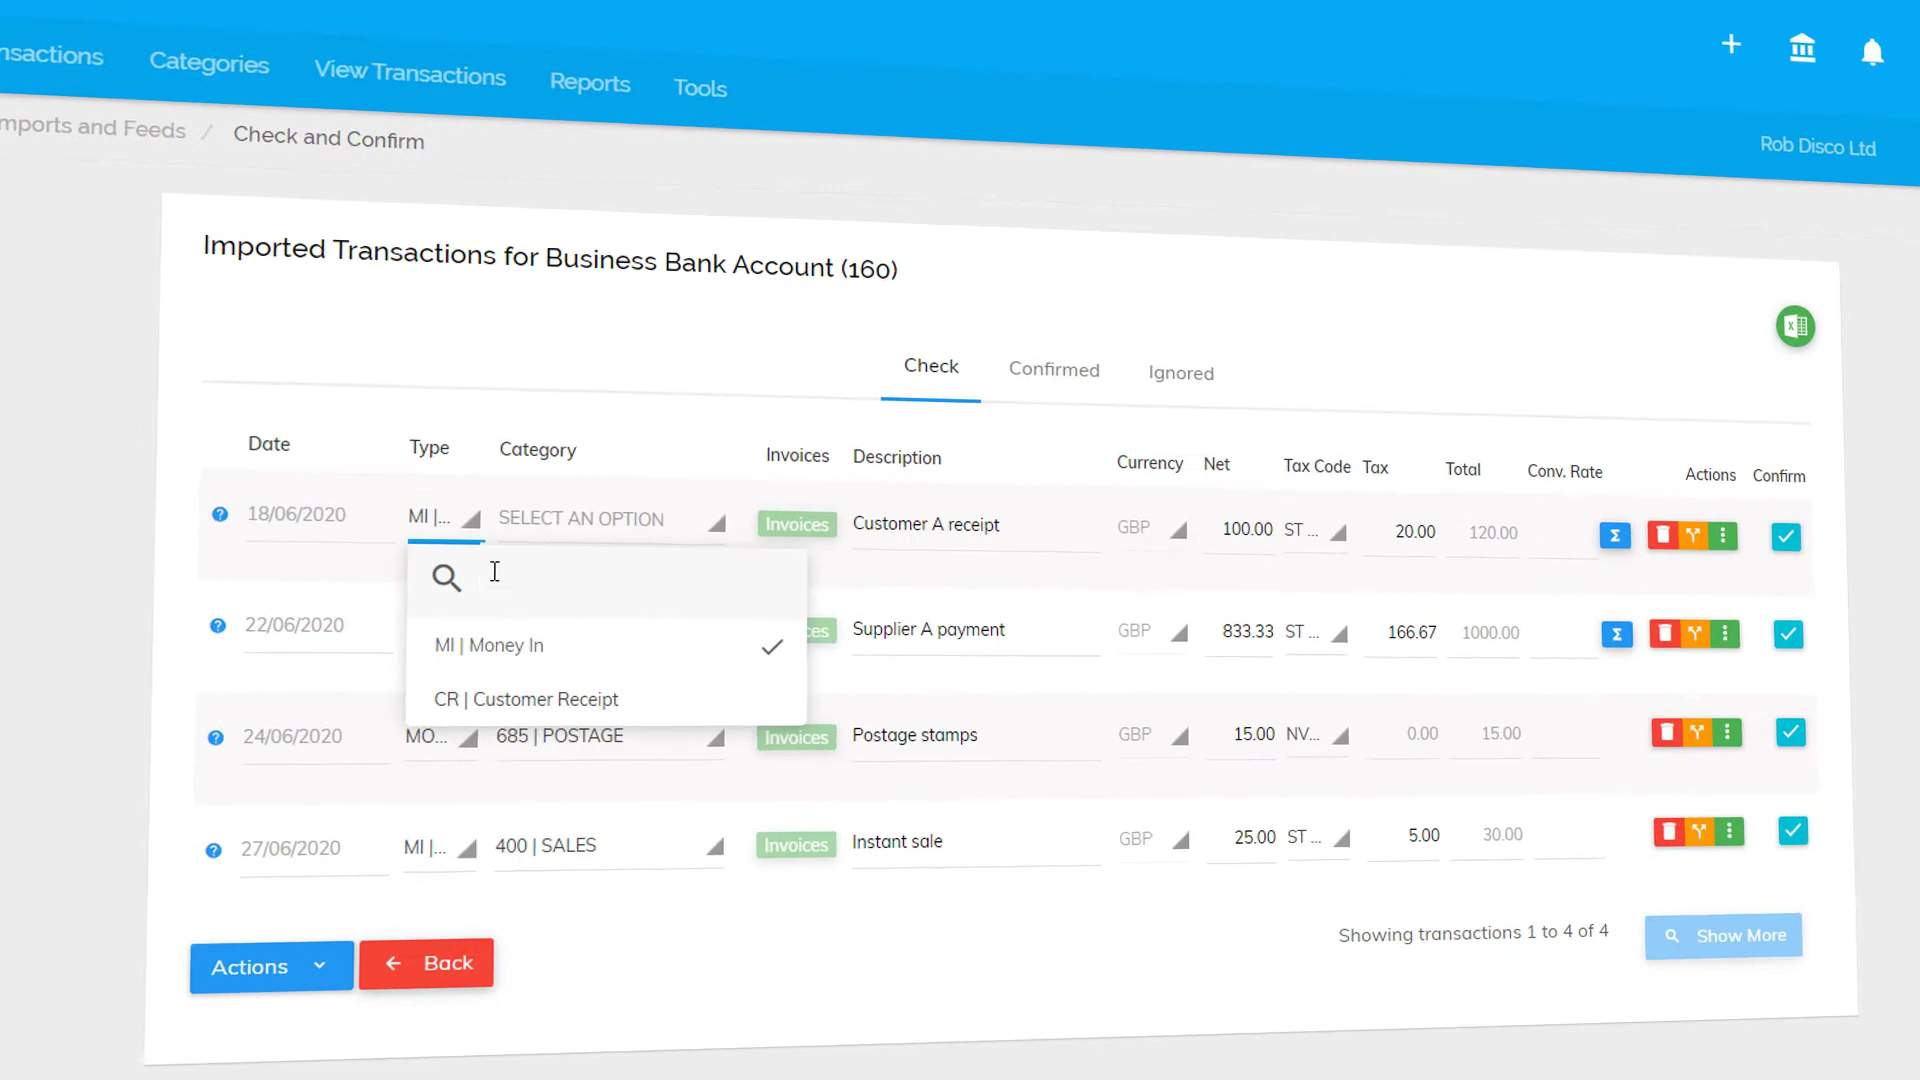 Categories View Transactions Reports Tools
and Feeds / Check and Confirm
Rob Disco Ltd
Imported Transactions for Business Bank Account (160)
Check Confirmed Ignored
Date Type Category Invoices Description Currency Net Tax Code Tax Total Conv. Rate Actions Confirm
18/06/2020 MI |... SELECT AN OPTION Invoices Customer A receipt GBP 100.00 ST ... 20.00 120.00 Σ
22/06/2020 Supplier A payment GBP 833.33 ST ... 166.67 1000.00 Σ
MI | Money In
CR | Customer Receipt
24/06/2020 MO... 685 | POSTAGE Invoices Postage stamps GBP 15.00 NV... 0.00 15.00
27/06/2020 MI |... 400 | SALES Invoices Instant sale GBP 25.00 ST ... 5.00 30.00
Actions Back
Showing transactions 1 to 4 of 4 Show More